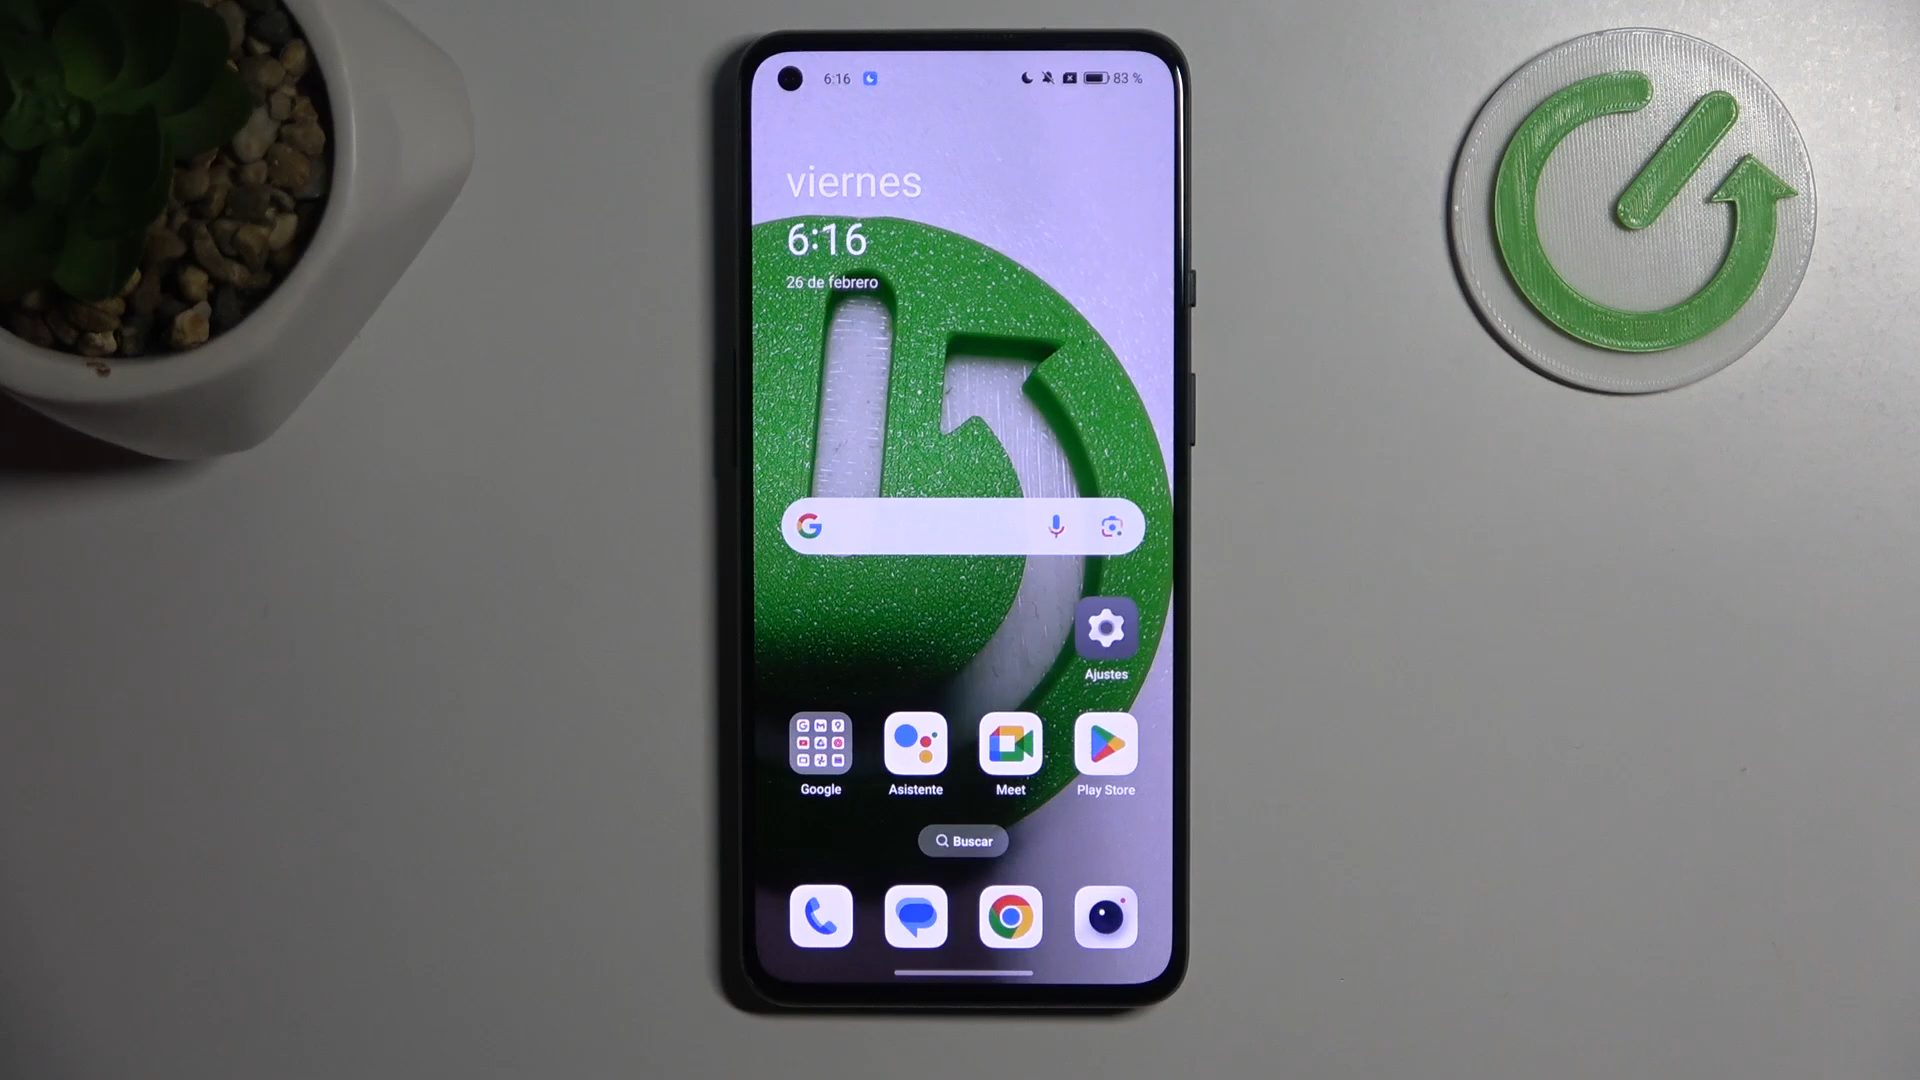 6:16
83 %
viernes
6:16
26 de febrero
Ajustes
Google
Asistente
Meet
Play Store
Buscar